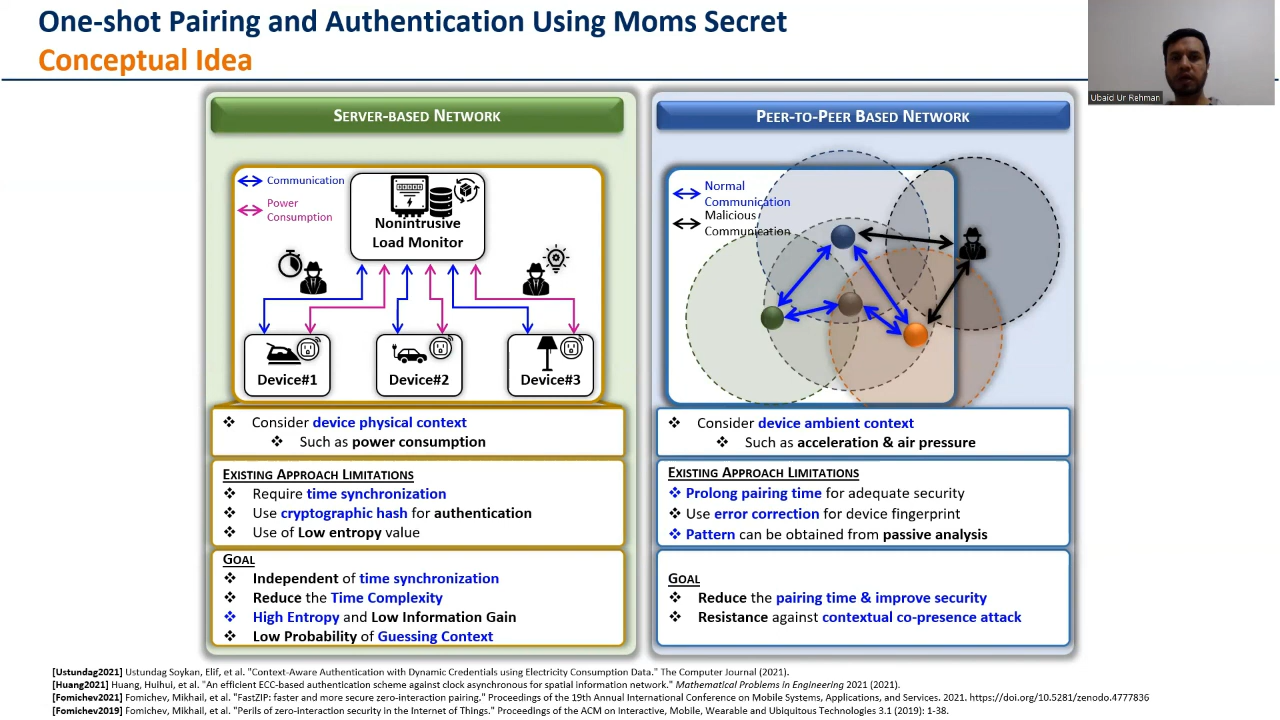 One-shot Pairing and Authentication Using Moms Secret
Conceptual Idea
Ubaid Ur Rehman
SERVER-BASED NETWORK
Communication
Power
Consumption
Nonintrusive
Load Monitor
Device#1
Device#2
Device#3
❖ Consider device physical context
❖ Such as power consumption
EXISTING APPROACH LIMITATIONS
❖ Require time synchronization
❖ Use cryptographic hash for authentication
❖ Use of Low entropy value
GOAL
❖ Independent of time synchronization
❖ Reduce the Time Complexity
❖ High Entropy and Low Information Gain
❖ Low Probability of Guessing Context
PEER-TO-PEER BASED NETWORK
Normal
Communication
Malicious
Communication
❖ Consider device ambient context
❖ Such as acceleration & air pressure
EXISTING APPROACH LIMITATIONS
❖ Prolong pairing time for adequate security
❖ Use error correction for device fingerprint
❖ Pattern can be obtained from passive analysis
GOAL
❖ Reduce the pairing time & improve security
❖ Resistance against contextual co-presence attack
[Ustundag2021] Ustundag Soykan, Elif, et al. "Context-Aware Authentication with Dynamic Credentials using Electricity Consumption Data." The Computer Journal (2021).
[Huang2021] Huang, Huihui, et al. "An efficient ECC-based authentication scheme against clock asynchronous for spatial information network." Mathematical Problems in Engineering 2021 (2021).
[Fomichev2021] Fomichev, Mikhail, et al. "FastZIP: faster and more secure zero-interaction pairing." Proceedings of the 19th Annual International Conference on Mobile Systems, Applications, and Services. 2021. https://doi.org/10.5281/zenodo.4777836
[Fomichev2019] Fomichev, Mikhail, et al. "Perils of zero-interaction security in the Internet of Things." Proceedings of the ACM on Interactive, Mobile, Wearable and Ubiquitous Technologies 3.1 (2019): 1-38.